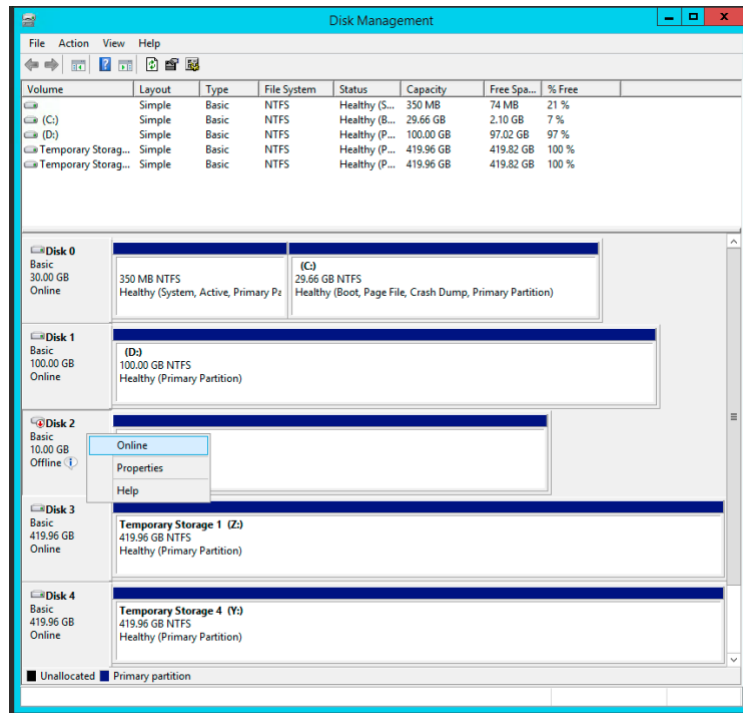 Disk Management
File Action View Help
Volume Layout Type File System Status Capacity Free Spa... % Free
Simple Basic NTFS Healthy (S... 350 MB 74 MB 21 %
(C:) Simple Basic NTFS Healthy (B... 29.66 GB 2.10 GB 7 %
(D:) Simple Basic NTFS Healthy (P... 100.00 GB 97.02 GB 97 %
Temporary Storag... Simple Basic NTFS Healthy (P... 419.96 GB 419.82 GB 100 %
Temporary Storag... Simple Basic NTFS Healthy (P... 419.96 GB 419.82 GB 100 %
Disk 0
Basic
30.00 GB
Online
350 MB NTFS
Healthy (System, Active, Primary Pa
(C:)
29.66 GB NTFS
Healthy (Boot, Page File, Crash Dump, Primary Partition)
Disk 1
Basic
100.00 GB
Online
(D:)
100.00 GB NTFS
Healthy (Primary Partition)
Disk 2
Basic
10.00 GB
Offline
Online
Properties
Help
Disk 3
Basic
419.96 GB
Online
Temporary Storage 1 (Z:)
419.96 GB NTFS
Healthy (Primary Partition)
Disk 4
Basic
419.96 GB
Online
Temporary Storage 4 (Y:)
419.96 GB NTFS
Healthy (Primary Partition)
Unallocated Primary partition